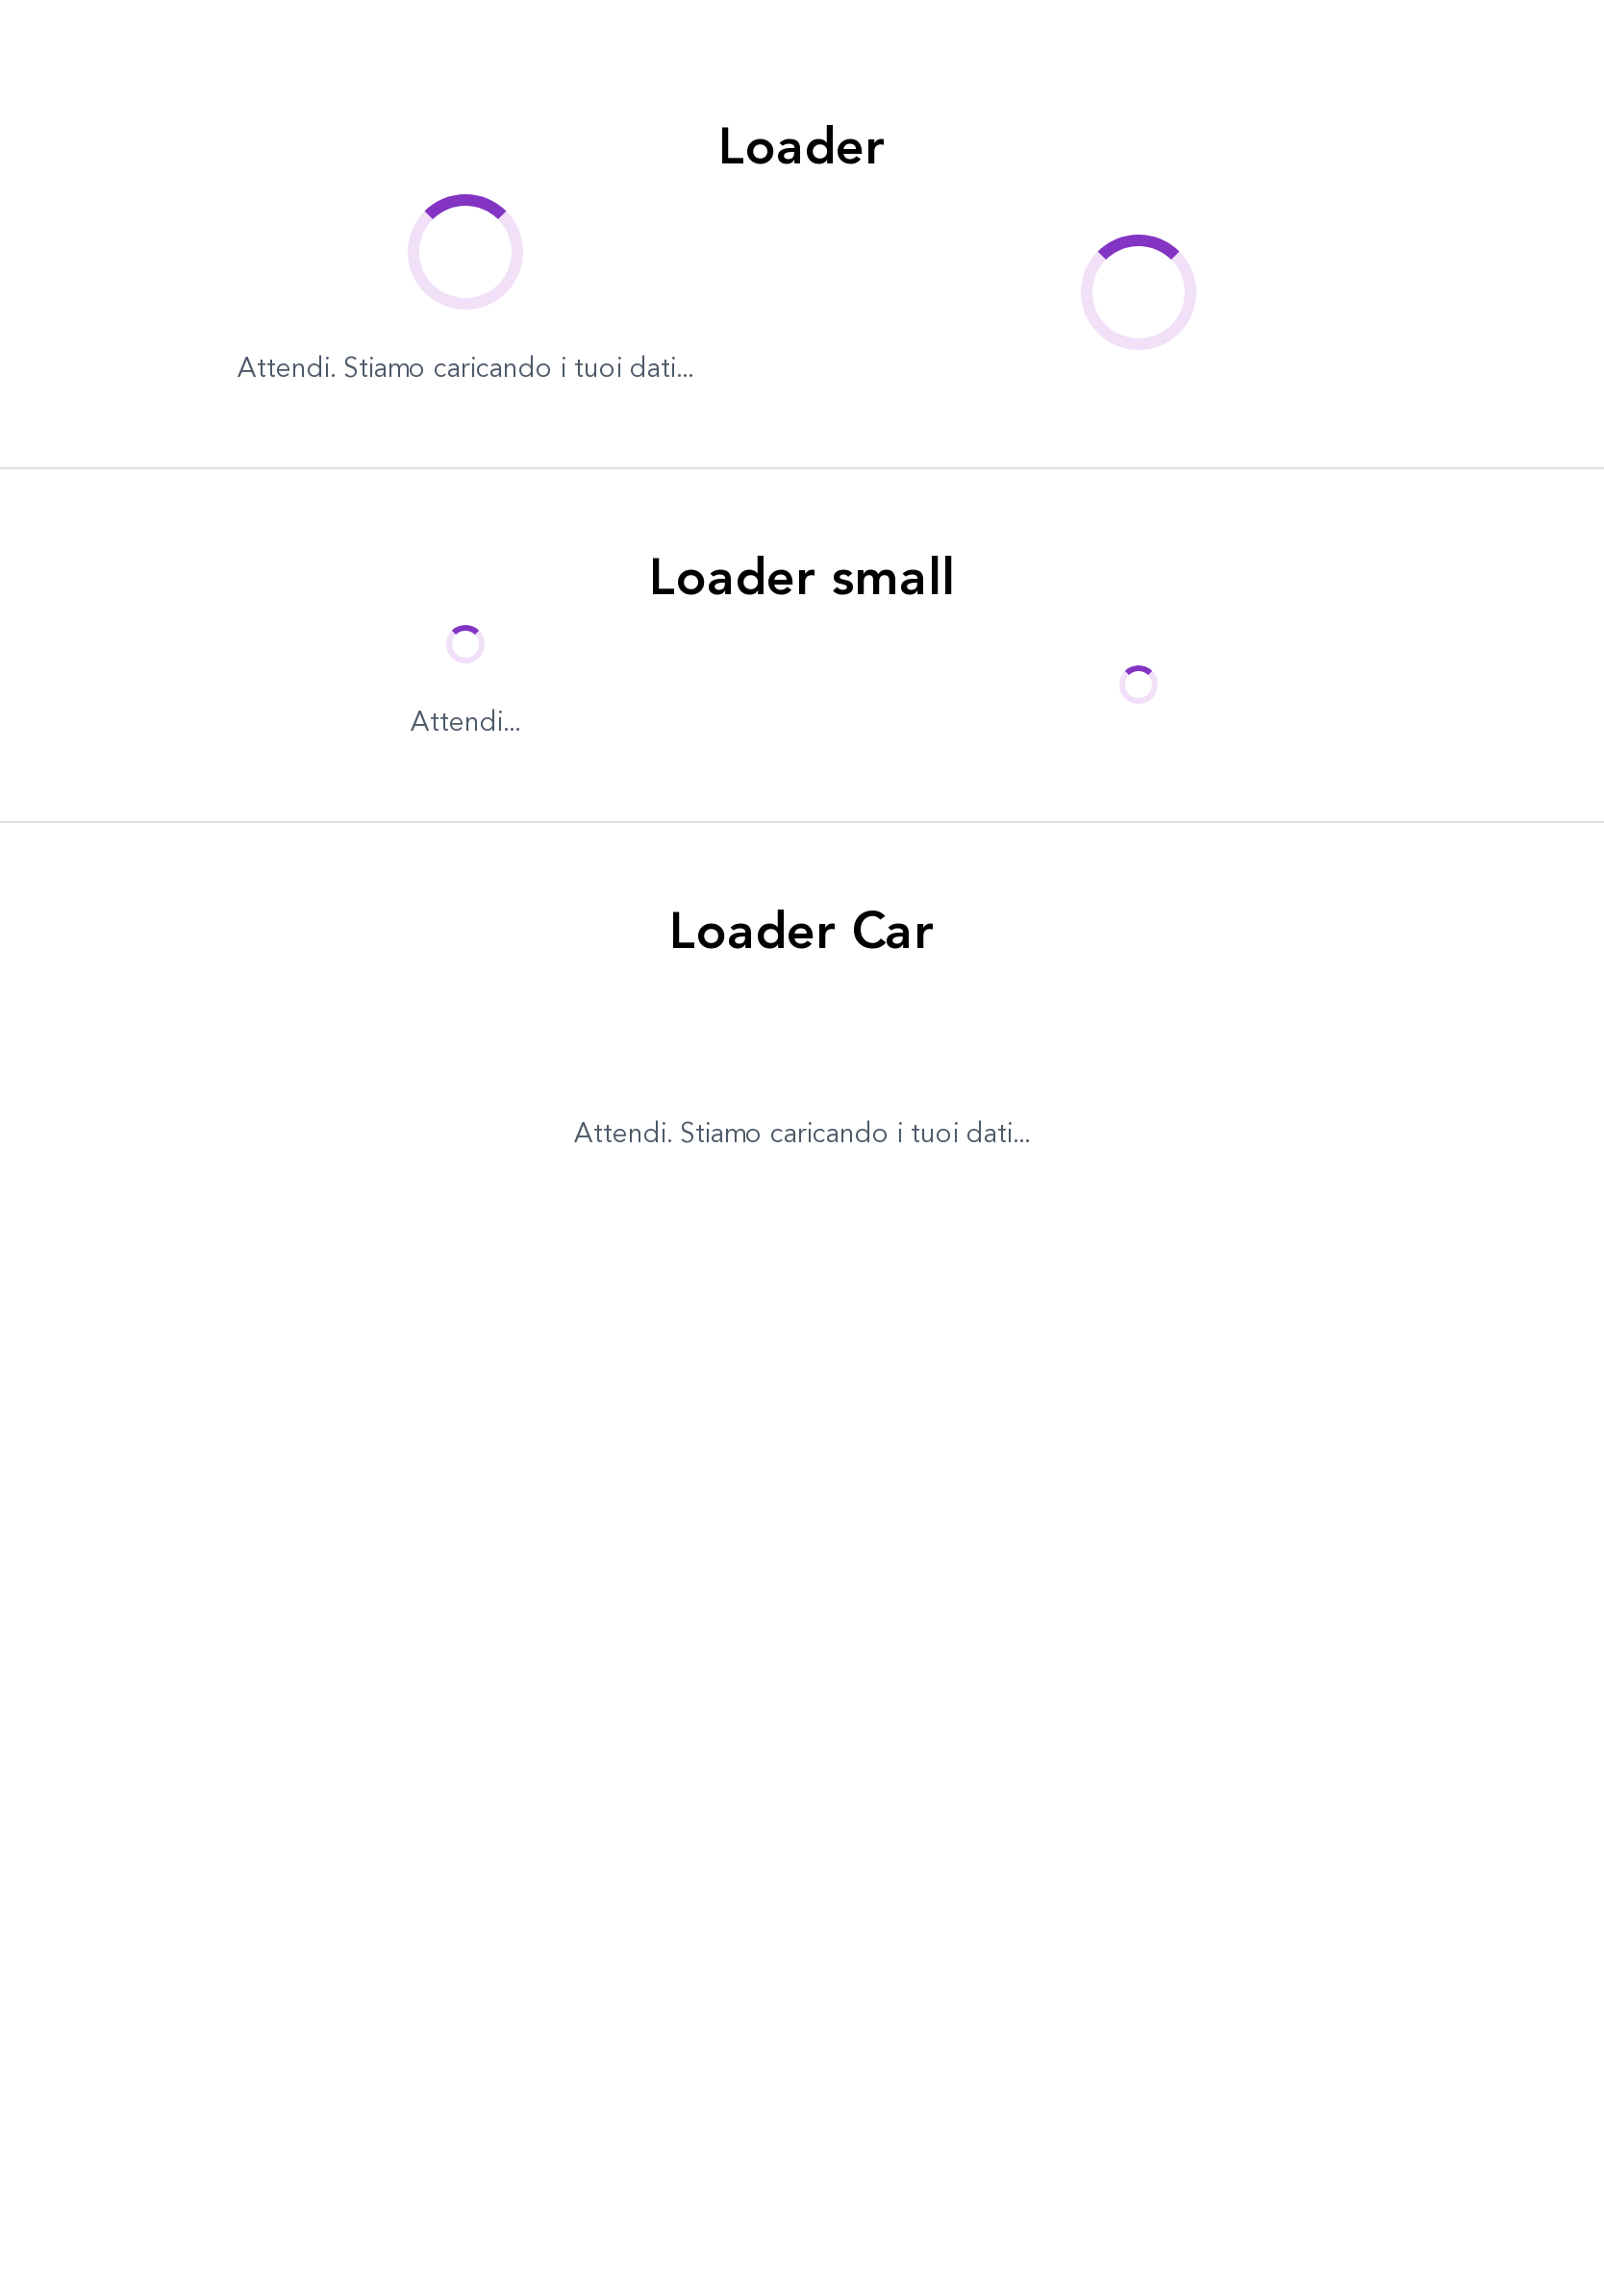 Loader
Attendi. Stiamo caricando i tuoi dati...
Loader small
Attendi...
Loader Car
Attendi. Stiamo caricando i tuoi dati...